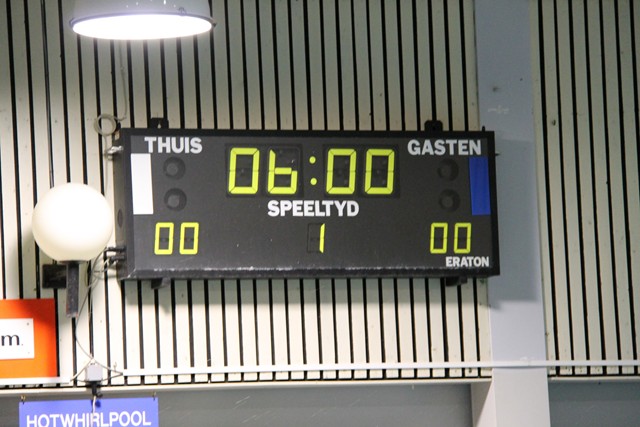 THUIS GASTEN
06:00
SPEELTYD
00 1 00
ERATON
m.
HOTWHIRLPOOL